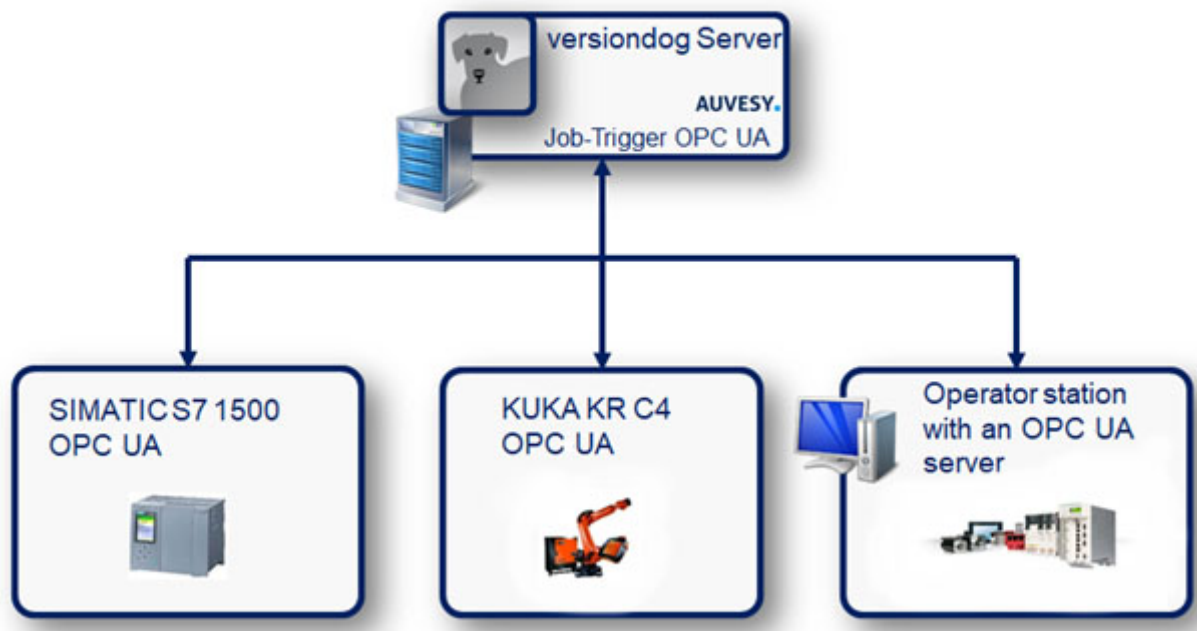 versiondog Server
AUVESY.
Job-Trigger OPC UA
SIMATIC S7 1500
OPC UA
KUKA KR C4
OPC UA
Operator station
with an OPC UA
server